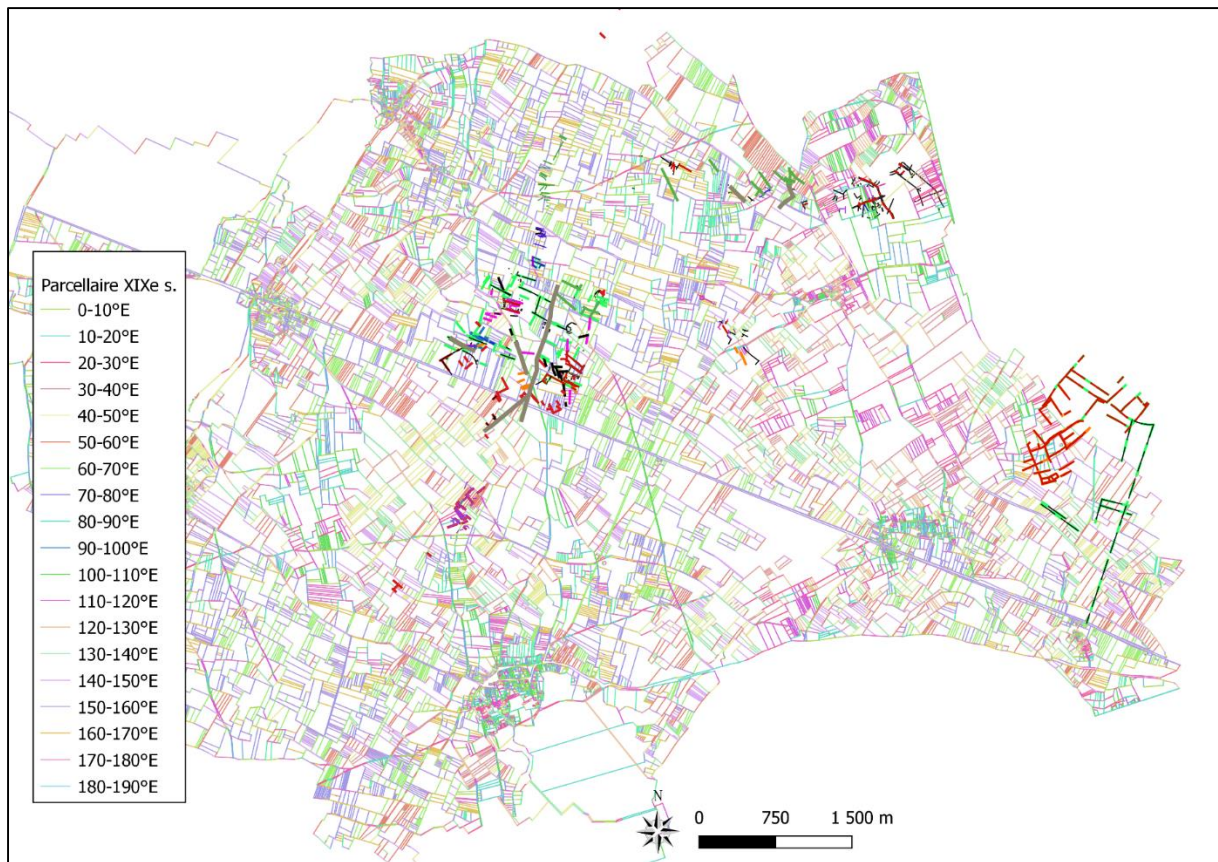 Parcellaire XIXe s.
0-10°E
10-20°E
20-30°E
30-40°E
40-50°E
50-60°E
60-70°E
70-80°E
80-90°E
90-100°E
100-110°E
110-120°E
120-130°E
130-140°E
140-150°E
150-160°E
160-170°E
170-180°E
180-190°E
N
0 750 1 500 m